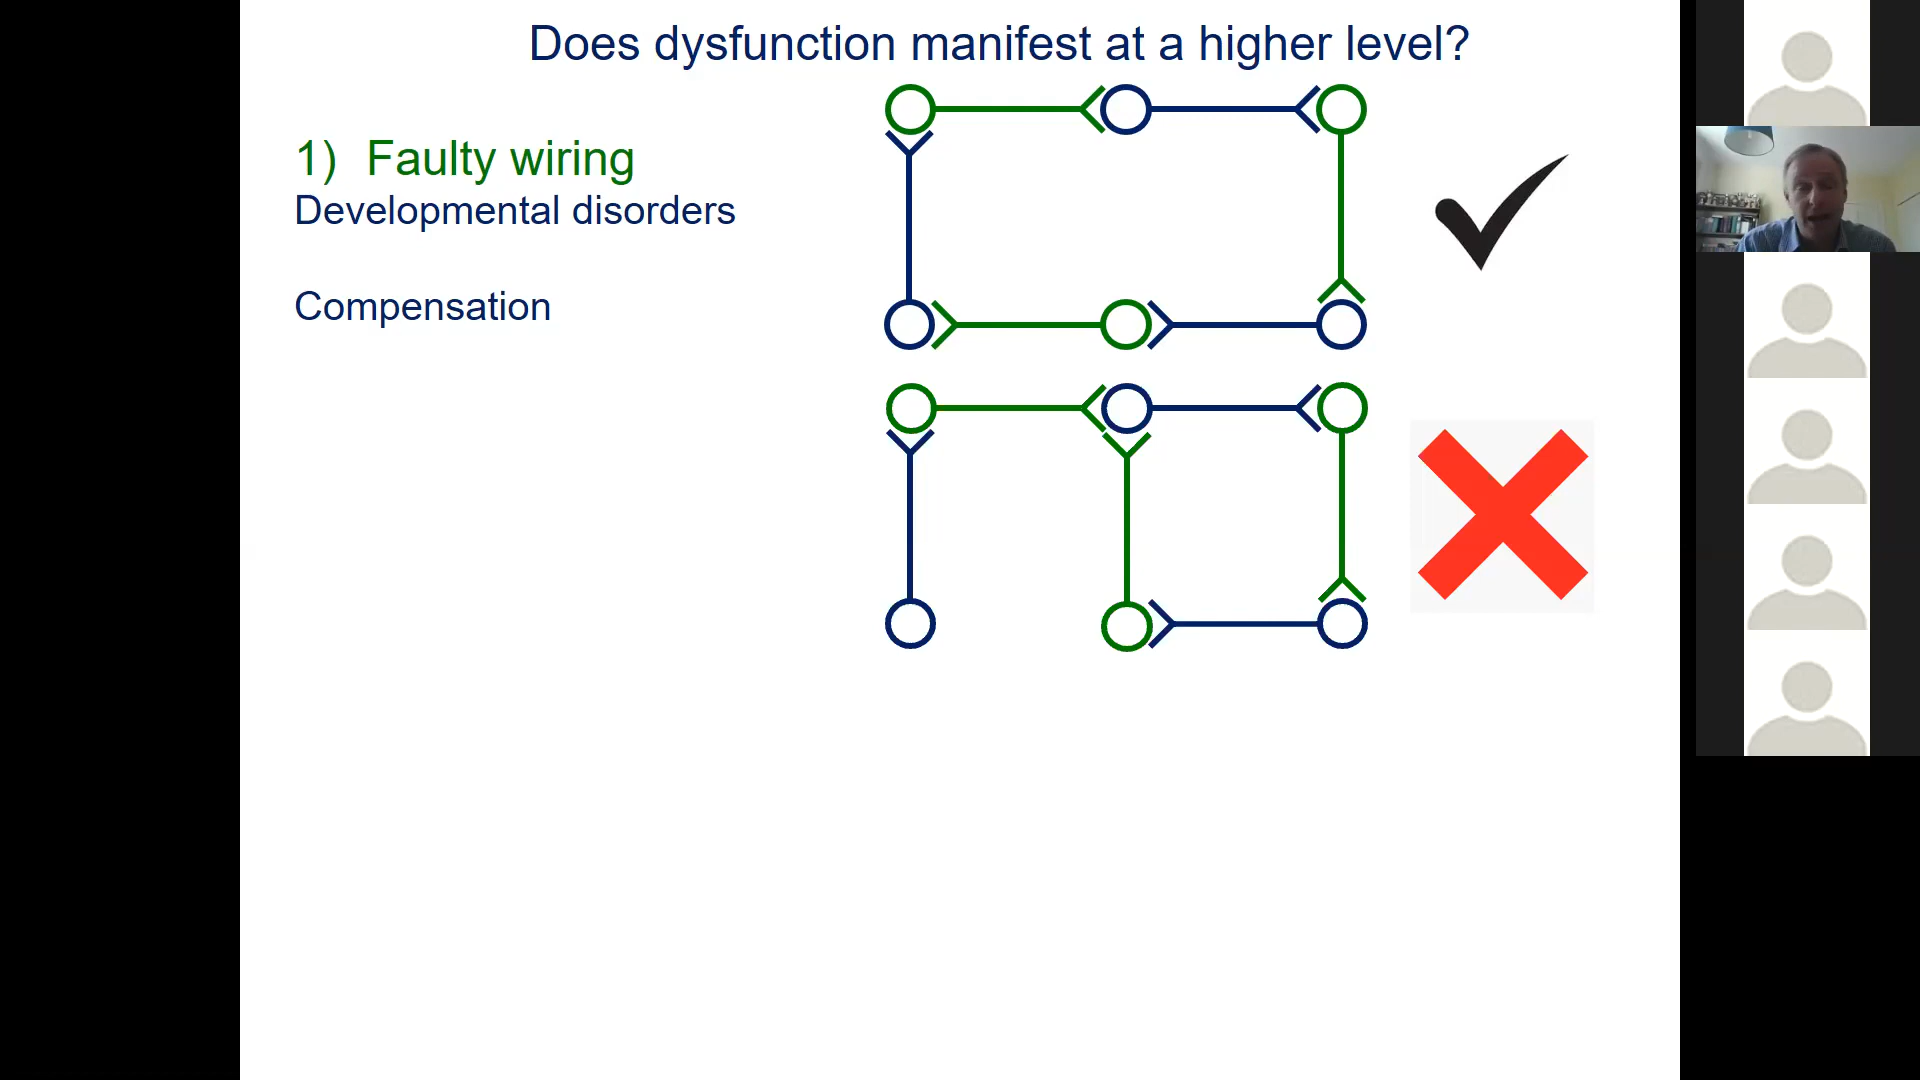 Does dysfunction manifest at a higher level?
1) Faulty wiring
Developmental disorders
Compensation